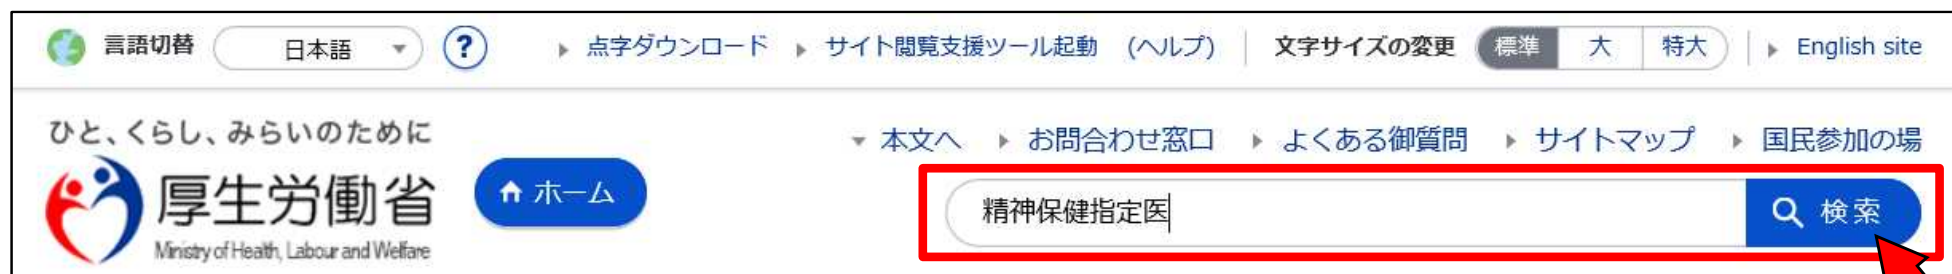 言語切替 日本語 ? 点字ダウンロード サイト閲覧支援ツール起動 (ヘルプ) 文字サイズの変更 標準 大 特大 English site
ひと、くらし、みらいのために 本文へ お問合わせ窓口 よくある御質問 サイトマップ 国民参加の場
厚生労働省 ホーム 精神保健指定医 検索
Ministry of Health, Labour and Welfare